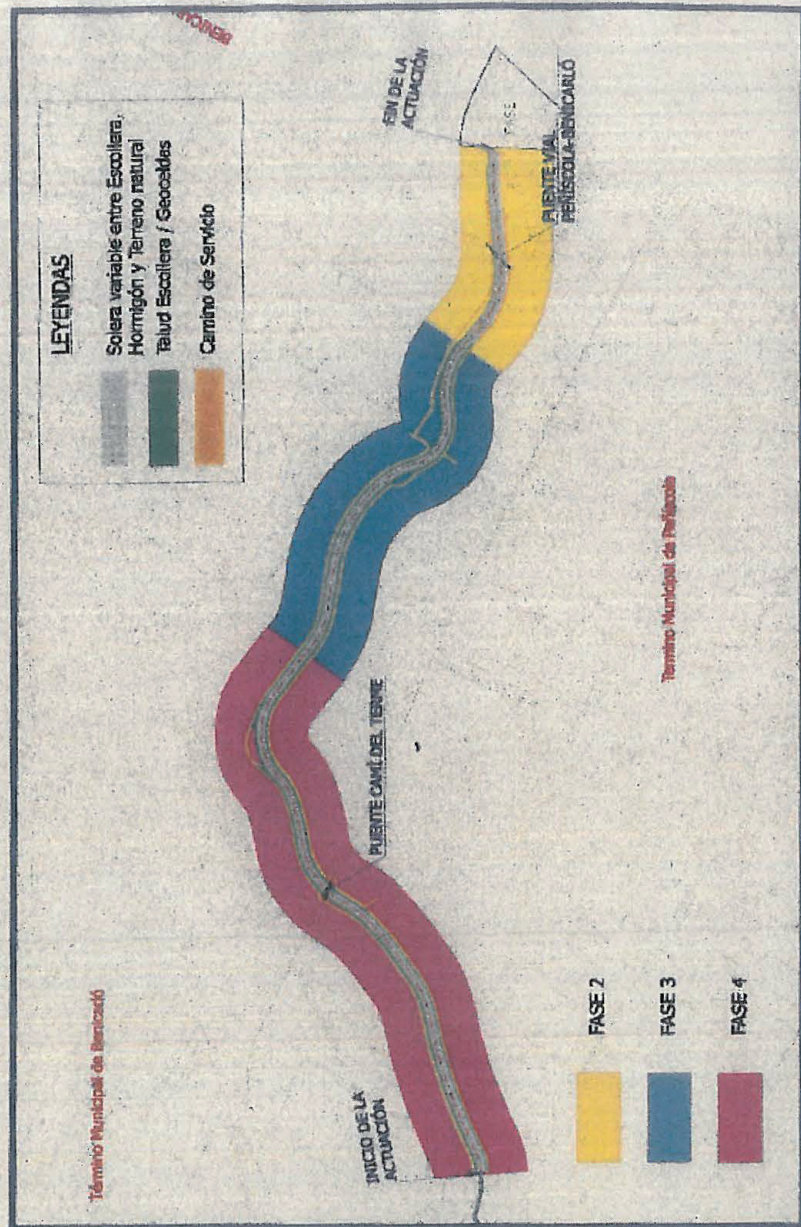 LEYENDAS
Solera variable entre Escollera,
Hormigón y Terreno natural
Talud Escollera / Geoceldas
Camino de Servicio
FIN DE LA
ACTUACIÓN
FASE
PUENTE VIAL
PEÑISCOLA-BENICARLÓ
Término Municipal de Peñíscola
PUENTE CAMÍ DEL TERME
Término Municipal de Benicarló
INICIO DE LA
ACTUACIÓN
FASE 2
FASE 3
FASE 4